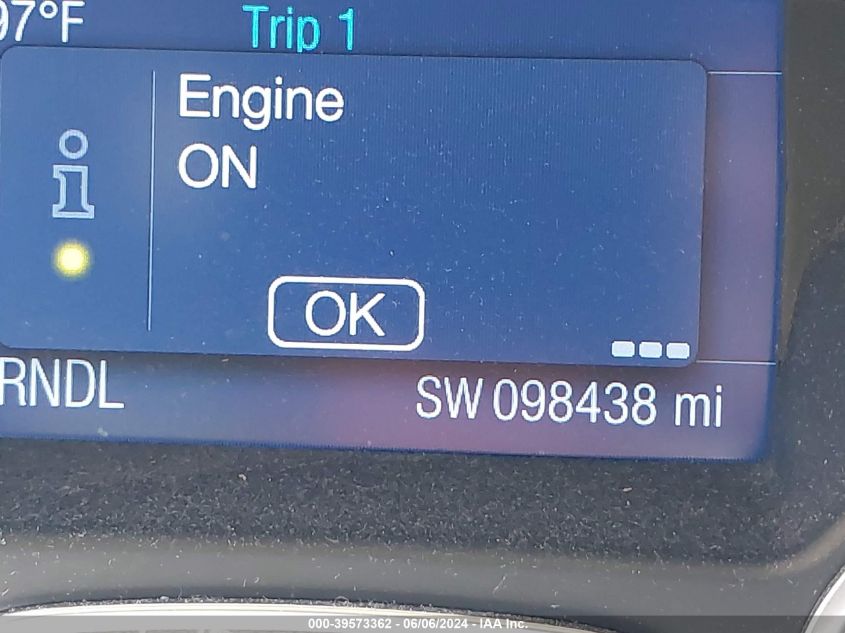 97°F Trip 1
Engine
ON
OK
RNDL SW 098438 mi
000-39573362 - 06/06/2024 - IAA Inc.